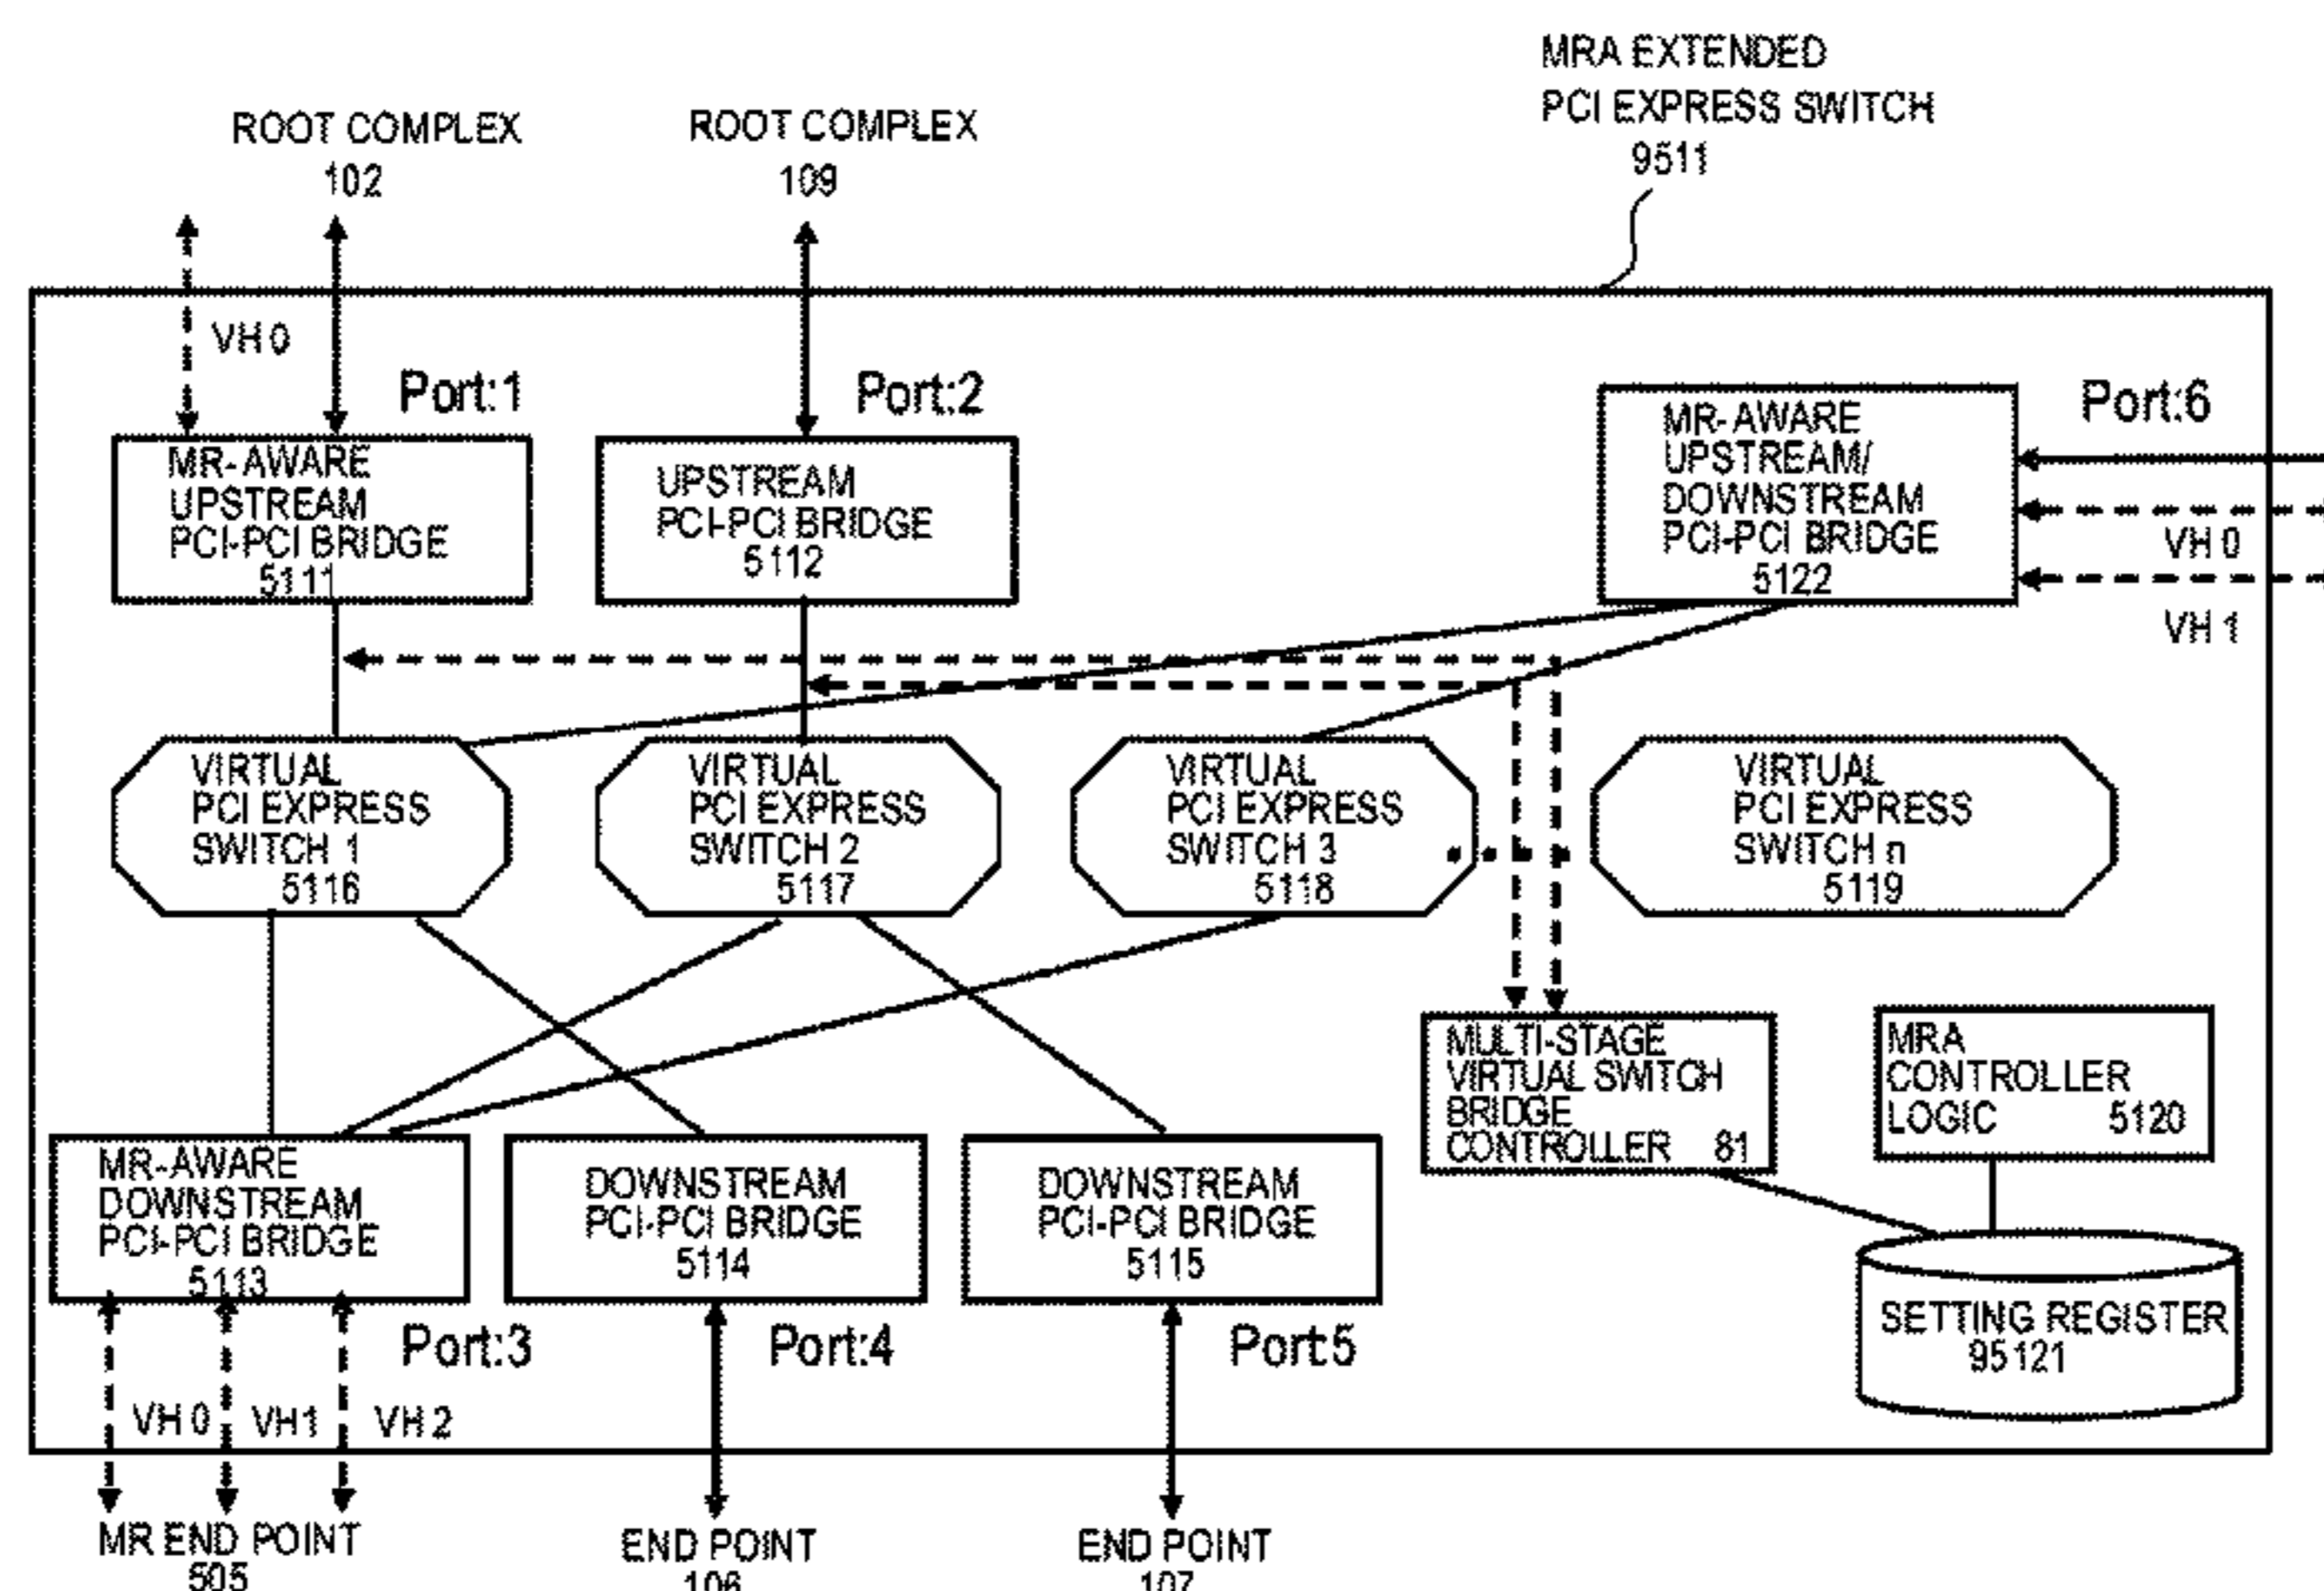 MRA EXTENDED
PCI EXPRESS SWITCH
9511
ROOT COMPLEX
102
ROOT COMPLEX
109
VH 0
Port:1
Port:2
Port:6
MR-AWARE
UPSTREAM
PCI-PCI BRIDGE
5111
UPSTREAM
PCI-PCI BRIDGE
5112
MR-AWARE
UPSTREAM/
DOWNSTREAM
PCI-PCI BRIDGE
5122
VH 0
VH 1
VIRTUAL
PCI EXPRESS
SWITCH 1
5116
VIRTUAL
PCI EXPRESS
SWITCH 2
5117
VIRTUAL
PCI EXPRESS
SWITCH 3
5118
VIRTUAL
PCI EXPRESS
SWITCH n
5119
MULTI-STAGE
VIRTUAL SWITCH
BRIDGE
CONTROLLER 81
MRA
CONTROLLER
LOGIC 5120
MR-AWARE
DOWNSTREAM
PCI-PCI BRIDGE
5113
DOWNSTREAM
PCI-PCI BRIDGE
5114
DOWNSTREAM
PCI-PCI BRIDGE
5115
SETTING REGISTER
95121
Port:3
Port:4
Port:5
VH 0
VH1
VH 2
MR END POINT
505
END POINT
106
END POINT
107